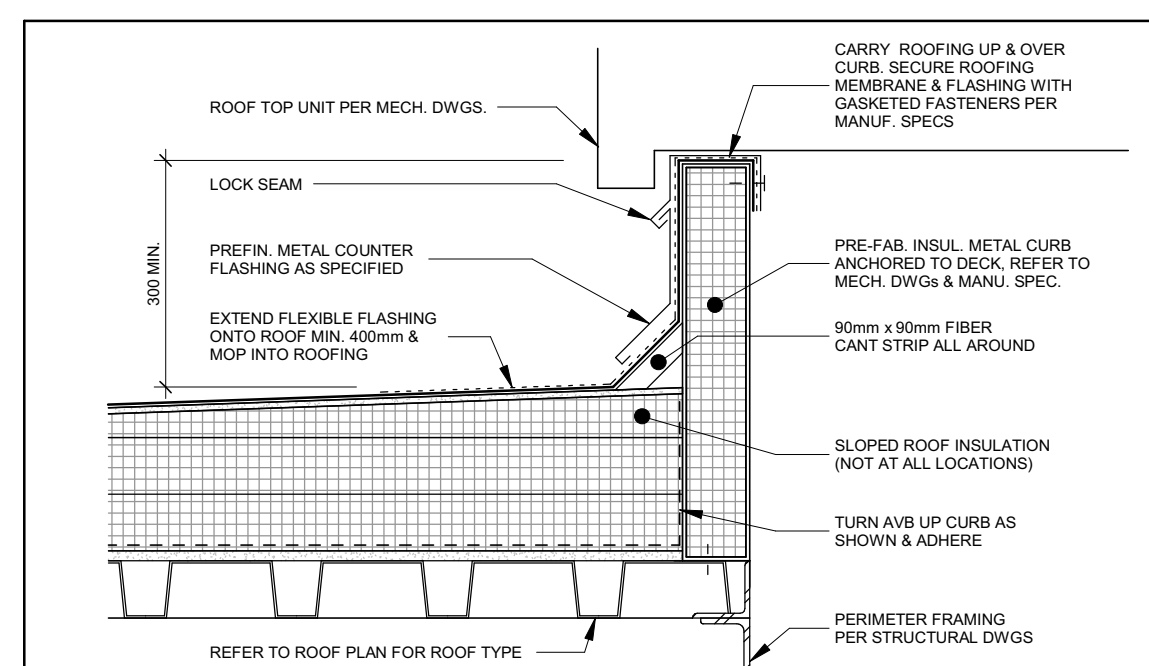 CARRY ROOFING UP & OVER
CURB. SECURE ROOFING
MEMBRANE & FLASHING WITH
GASKETED FASTENERS PER
MANUF. SPECS
ROOF TOP UNIT PER MECH. DWGS.
LOCK SEAM
300 MIN.
PREFIN. METAL COUNTER
FLASHING AS SPECIFIED
PRE-FAB. INSUL. METAL CURB
ANCHORED TO DECK, REFER TO
MECH. DWGs & MANU. SPEC.
EXTEND FLEXIBLE FLASHING
ONTO ROOF MIN. 400mm &
MOP INTO ROOFING
90mm x 90mm FIBER
CANT STRIP ALL AROUND
SLOPED ROOF INSULATION
(NOT AT ALL LOCATIONS)
TURN AVB UP CURB AS
SHOWN & ADHERE
PERIMETER FRAMING
PER STRUCTURAL DWGS
REFER TO ROOF PLAN FOR ROOF TYPE